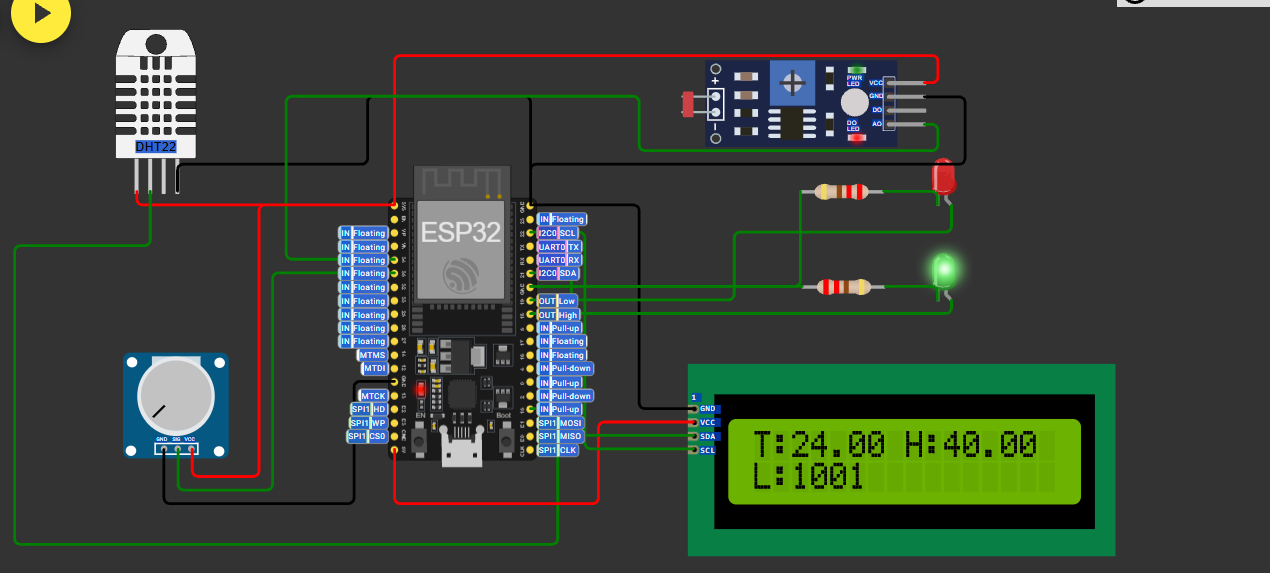 DHT22
+
−
PWR
LED
DO
LED
VCC
GND
DO
AO
ESP32
IN Floating
IN Floating
IN Floating
IN Floating
IN Floating
IN Floating
IN Floating
IN Floating
IN Floating
MTMS
MTDI
MTCK
SPI1 HD
SPI1 WP
SPI1 CS0
IN Floating
I2C0 SCL
UART0 TX
UART0 RX
I2C0 SDA
OUT Low
OUT High
IN Pull-up
IN Floating
IN Floating
IN Pull-down
IN Pull-up
IN Pull-down
IN Pull-up
SPI1 MOSI
SPI1 MISO
SPI1 CLK
EN
Boot
GND SIG VCC
1
GND
VCC
SDA
SCL
T:24.00 H:40.00
L:1001